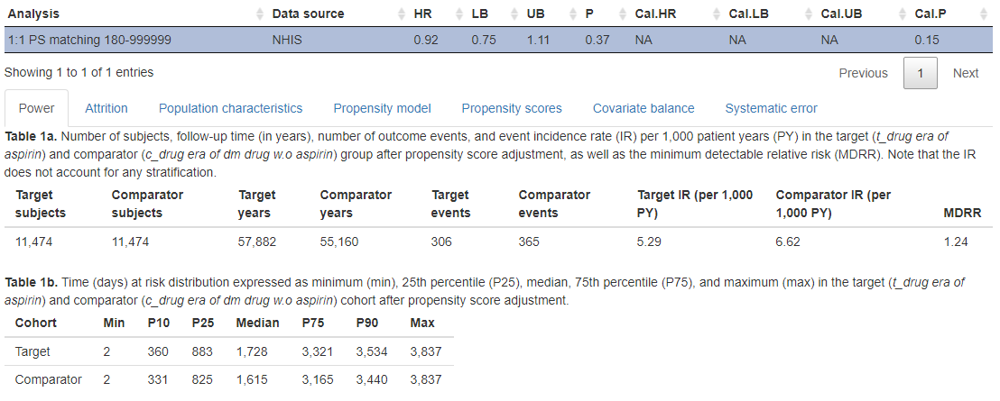 Analysis Data source HR LB UB P Cal.HR Cal.LB Cal.UB Cal.P
1:1 PS matching 180-999999 NHIS 0.92 0.75 1.11 0.37 NA NA NA 0.15
Showing 1 to 1 of 1 entries Previous 1 Next
Power Attrition Population characteristics Propensity model Propensity scores Covariate balance Systematic error
Table 1a. Number of subjects, follow-up time (in years), number of outcome events, and event incidence rate (IR) per 1,000 patient years (PY) in the target (t_drug era of
aspirin) and comparator (c_drug era of dm drug w.o aspirin) group after propensity score adjustment, as well as the minimum detectable relative risk (MDRR). Note that the IR
does not account for any stratification.
Target Comparator Target Comparator Target Comparator Target IR (per 1,000 Comparator IR (per
subjects subjects years years events events PY) 1,000 PY) MDRR
11,474 11,474 57,882 55,160 306 365 5.29 6.62 1.24
Table 1b. Time (days) at risk distribution expressed as minimum (min), 25th percentile (P25), median, 75th percentile (P75), and maximum (max) in the target (t_drug era of
aspirin) and comparator (c_drug era of dm drug w.o aspirin) cohort after propensity score adjustment.
Cohort Min P10 P25 Median P75 P90 Max
Target 2 360 883 1,728 3,321 3,534 3,837
Comparator 2 331 825 1,615 3,165 3,440 3,837